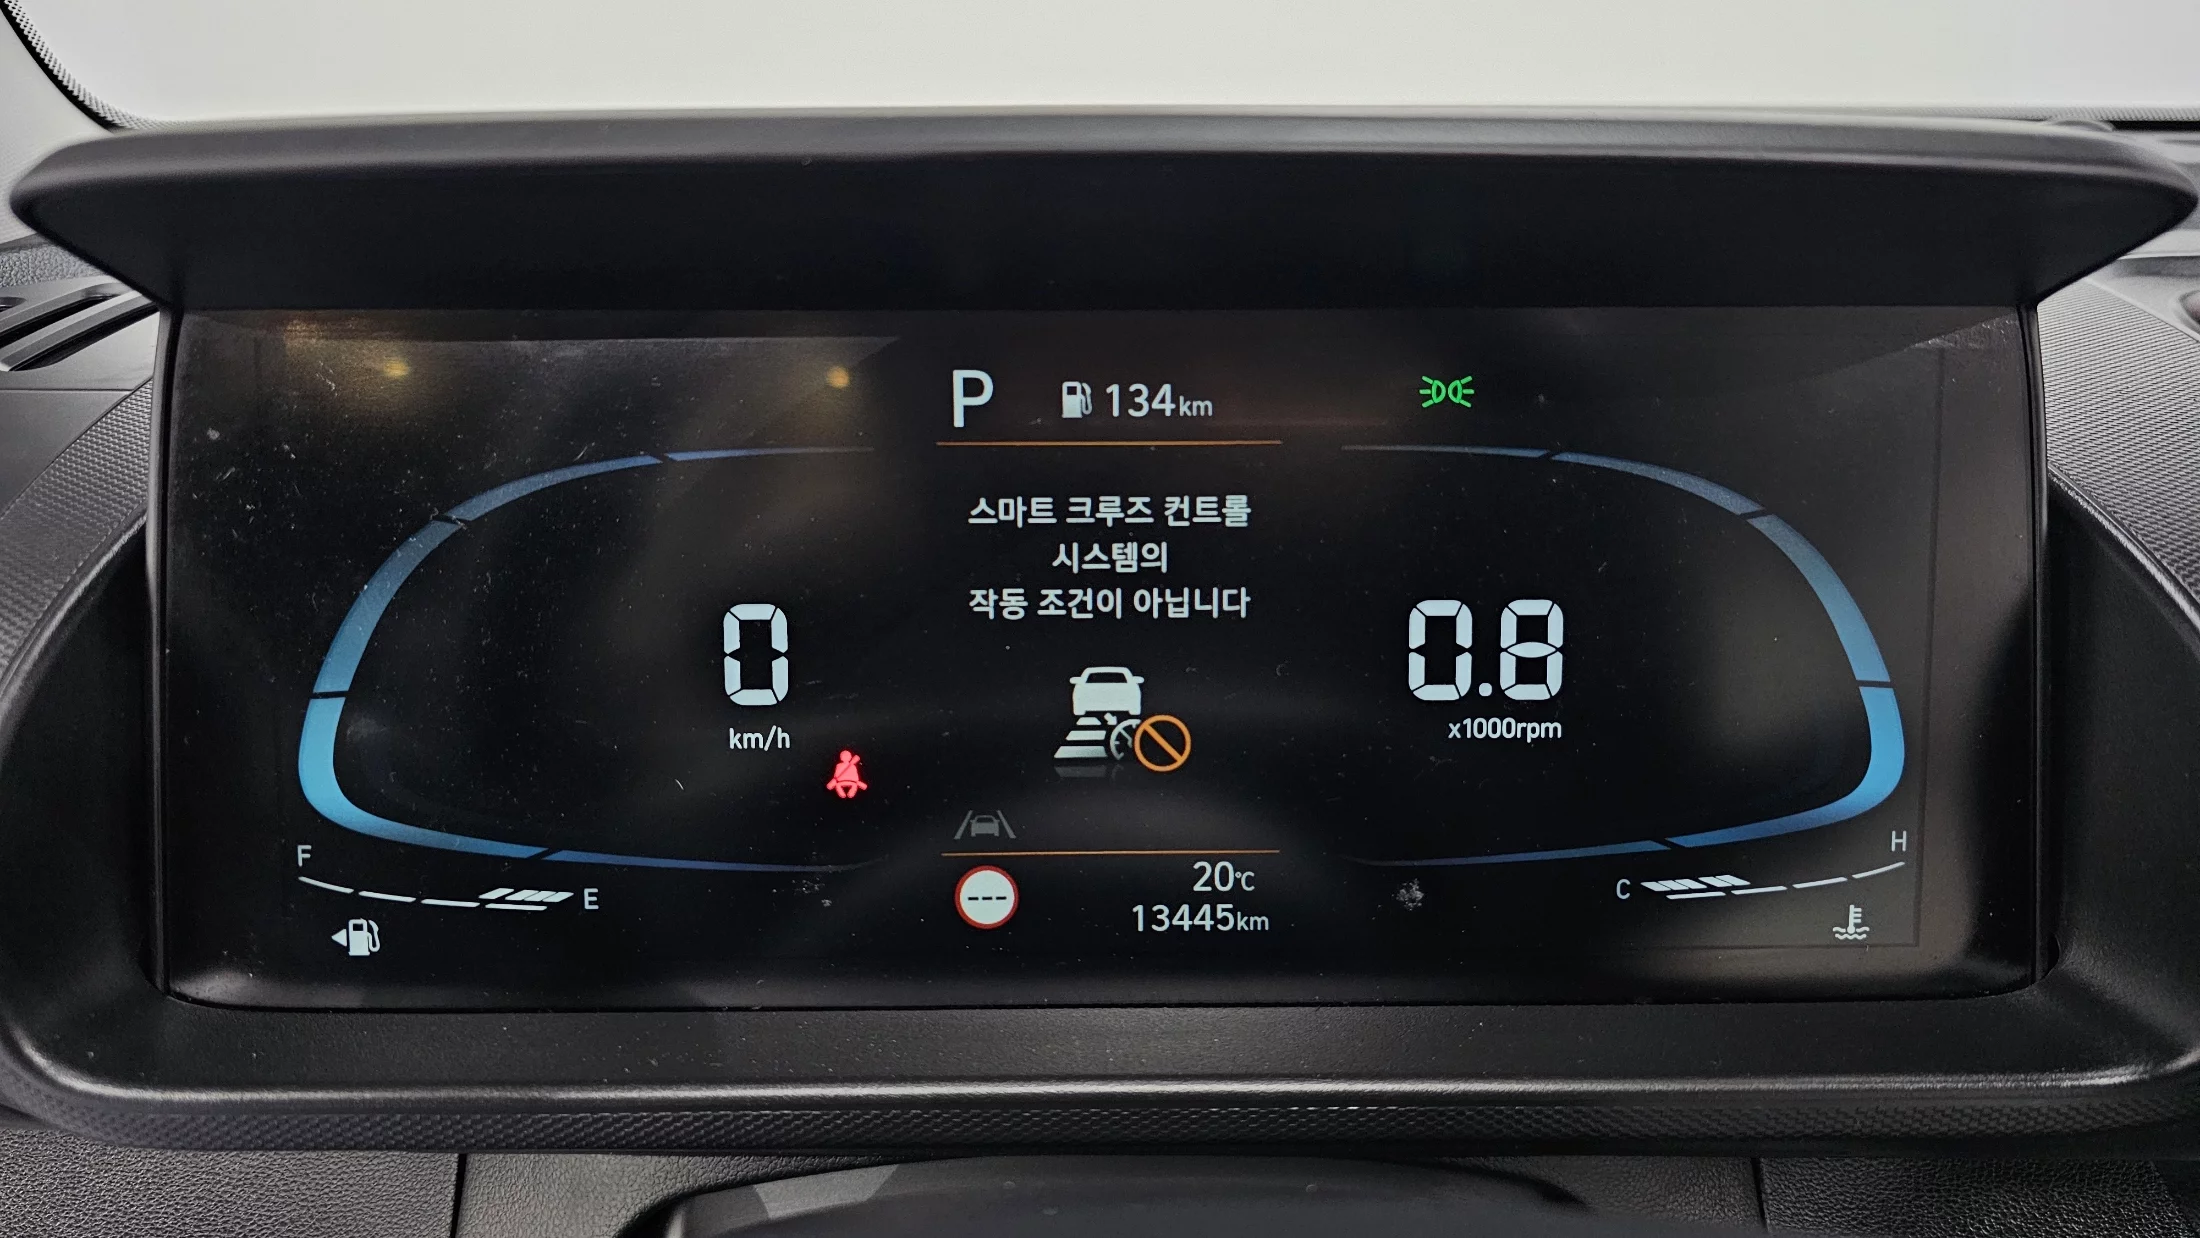 P 134km
스마트 크루즈 컨트롤
시스템의
작동 조건이 아닙니다
0
km/h
0.8
x1000rpm
F E
C H
---
20℃
13445km